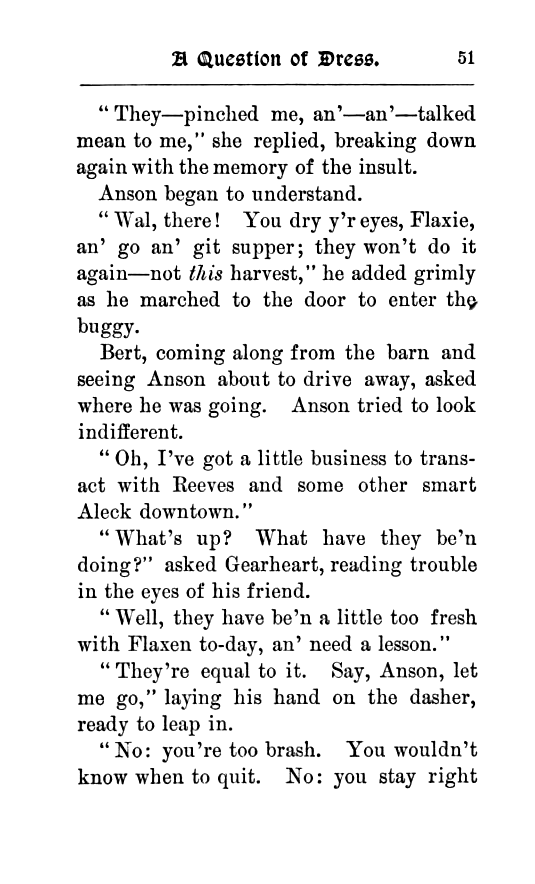 A Question of Dress. 51
“They—pinched me, an’—an’—talked
mean to me,” she replied, breaking down
again with the memory of the insult.
Anson began to understand.
“Wal, there! You dry y’r eyes, Flaxie,
an’ go an’ git supper; they won’t do it
again—not this harvest,” he added grimly
as he marched to the door to enter the
buggy.
Bert, coming along from the barn and
seeing Anson about to drive away, asked
where he was going. Anson tried to look
indifferent.
“Oh, I’ve got a little business to trans-
act with Reeves and some other smart
Aleck downtown.”
“What’s up? What have they be’n
doing?” asked Gearheart, reading trouble
in the eyes of his friend.
“Well, they have be’n a little too fresh
with Flaxen to-day, an’ need a lesson.”
“They’re equal to it. Say, Anson, let
me go,” laying his hand on the dasher,
ready to leap in.
“No: you’re too brash. You wouldn’t
know when to quit. No: you stay right